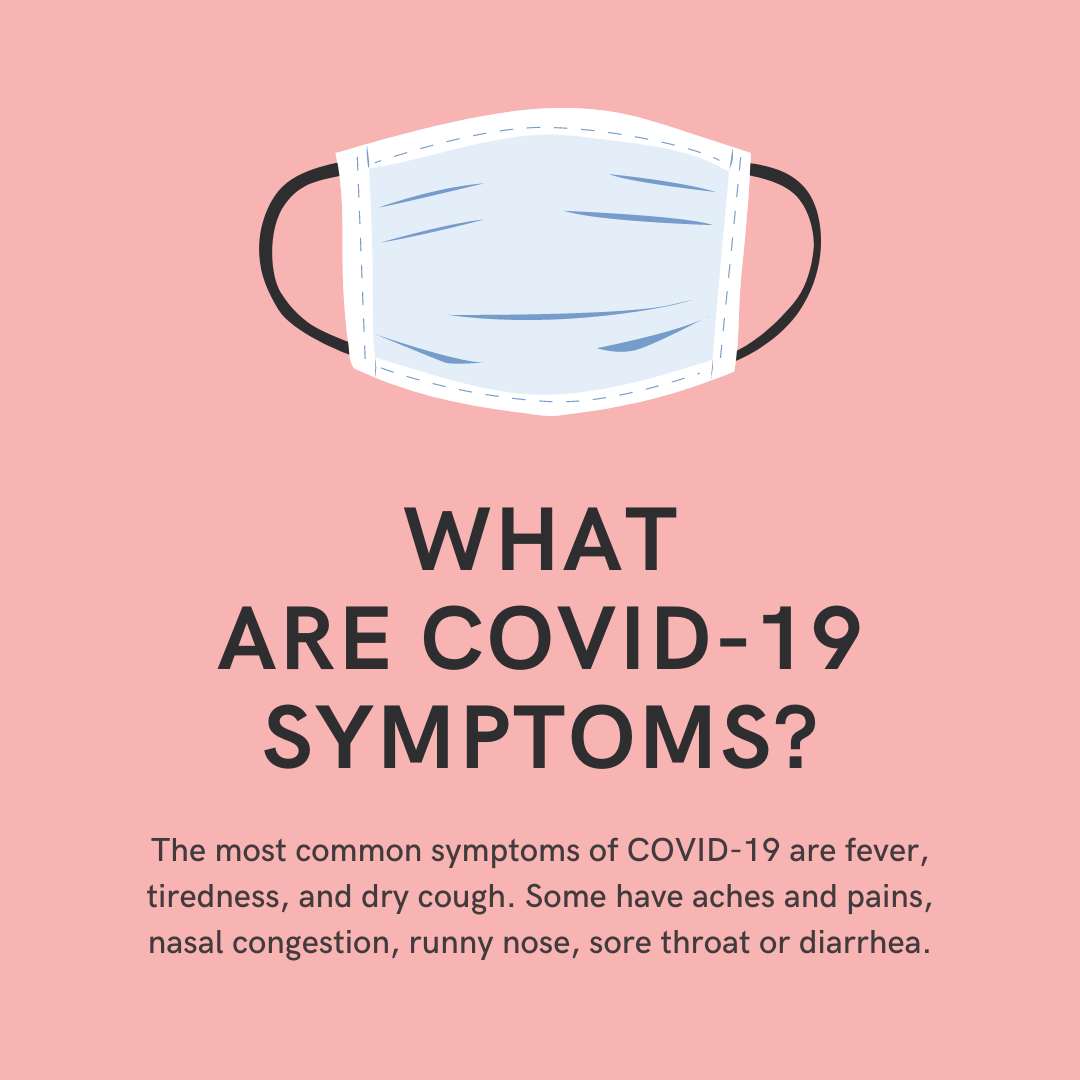 WHAT
ARE COVID-19
SYMPTOMS?
The most common symptoms of COVID-19 are fever,
tiredness, and dry cough. Some have aches and pains,
nasal congestion, runny nose, sore throat or diarrhea.